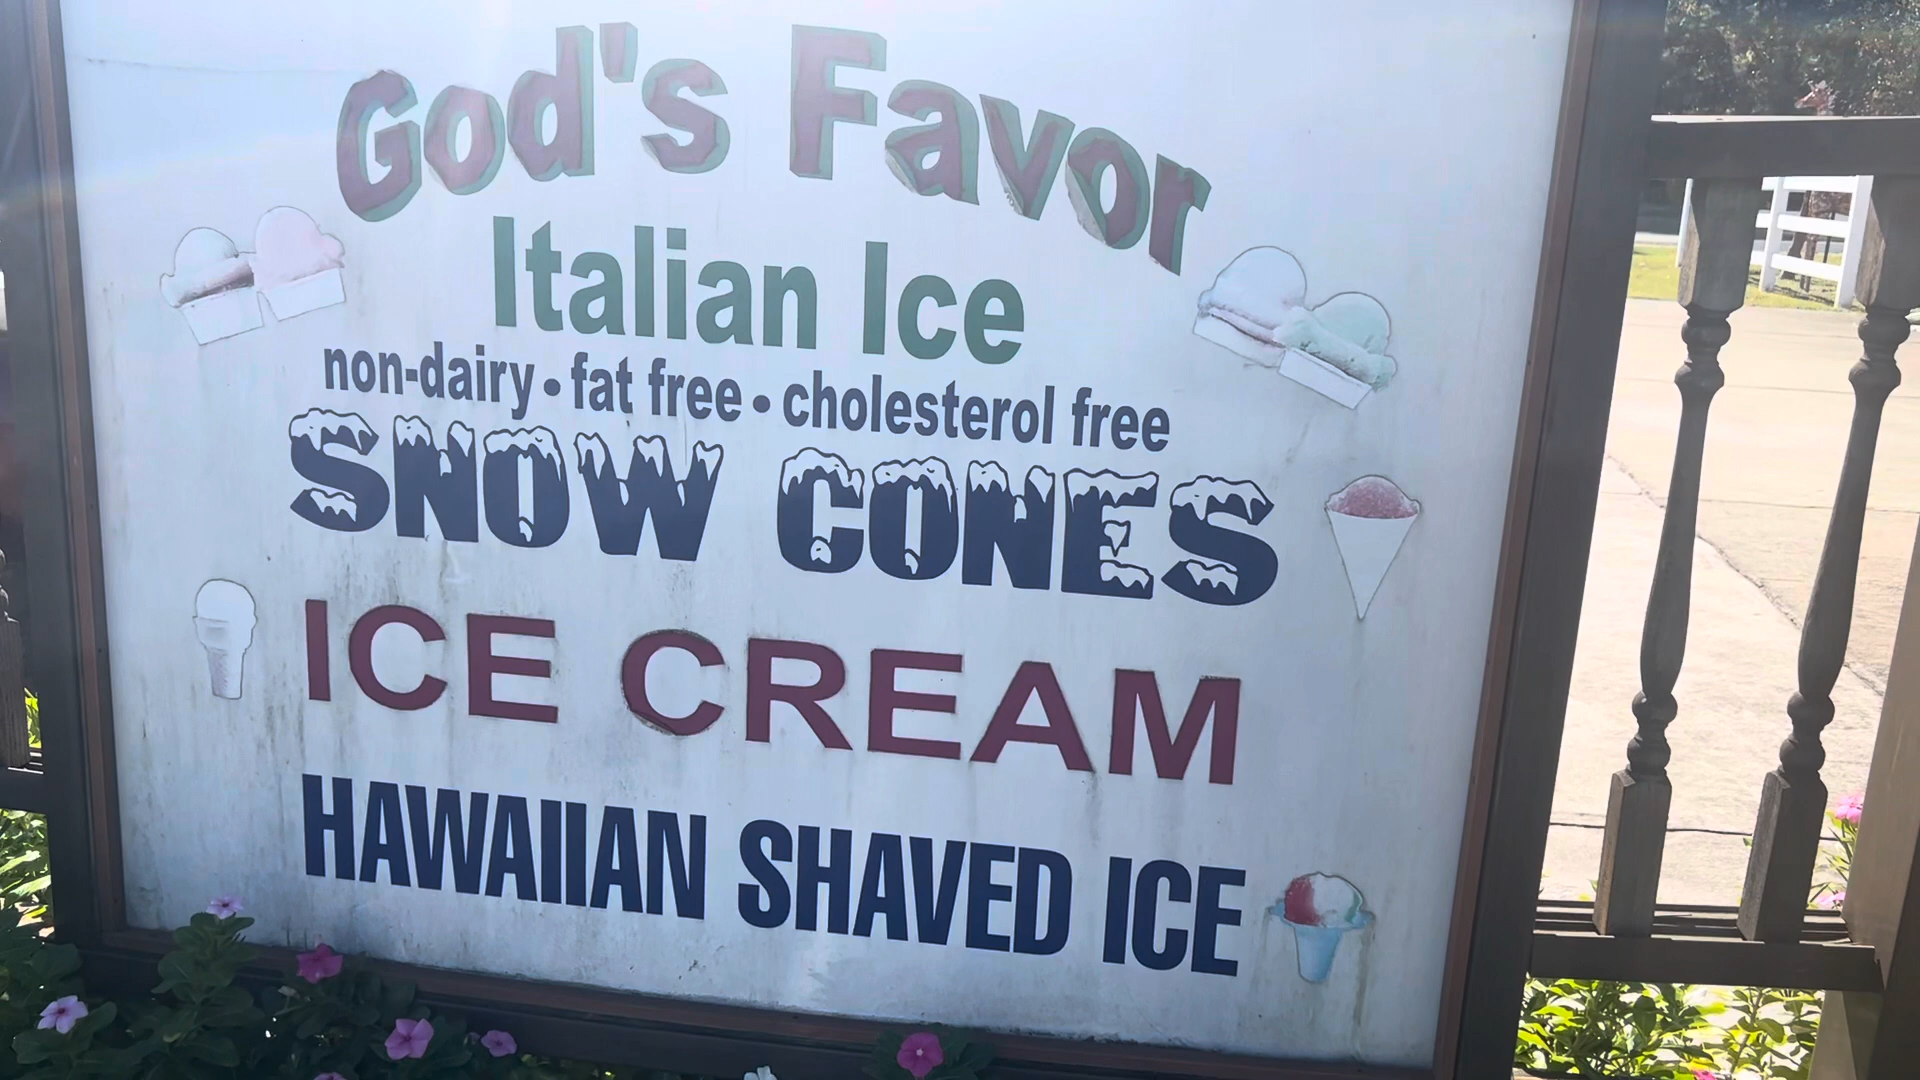 God's Favor
Italian Ice
non-dairy • fat free • cholesterol free
SNOW CONES
ICE CREAM
HAWAIIAN SHAVED ICE